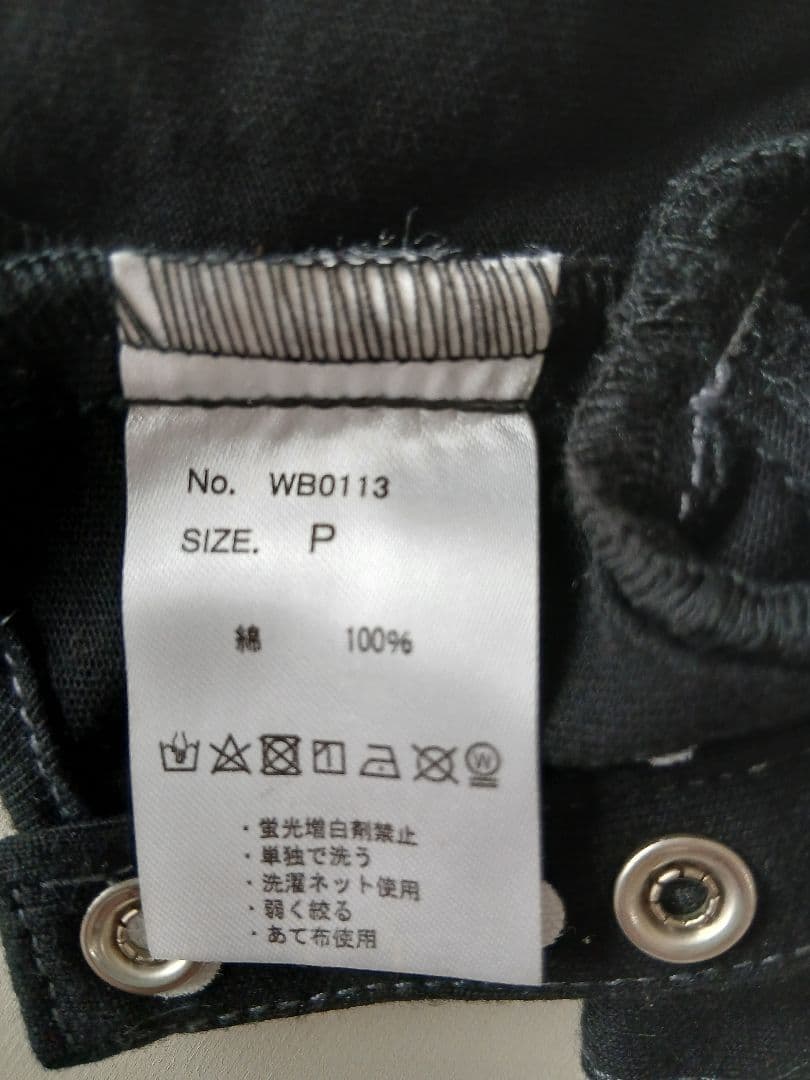 No. WB0113
SIZE. P
綿 100%
W
・蛍光増白剤禁止
・単独で洗う
・洗濯ネット使用
・弱く絞る
・あて布使用